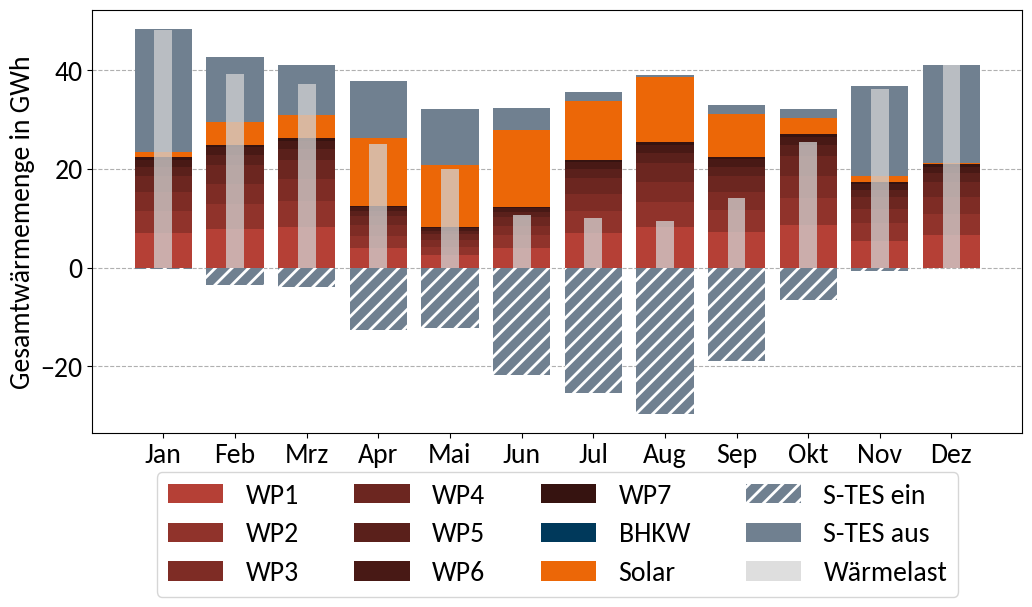 Gesamtwärmemenge in GWh
40
20
0
−20
Jan Feb Mrz Apr Mai Jun Jul Aug Sep Okt Nov Dez
WP1 WP4 WP7 S-TES ein
WP2 WP5 BHKW S-TES aus
WP3 WP6 Solar Wärmelast